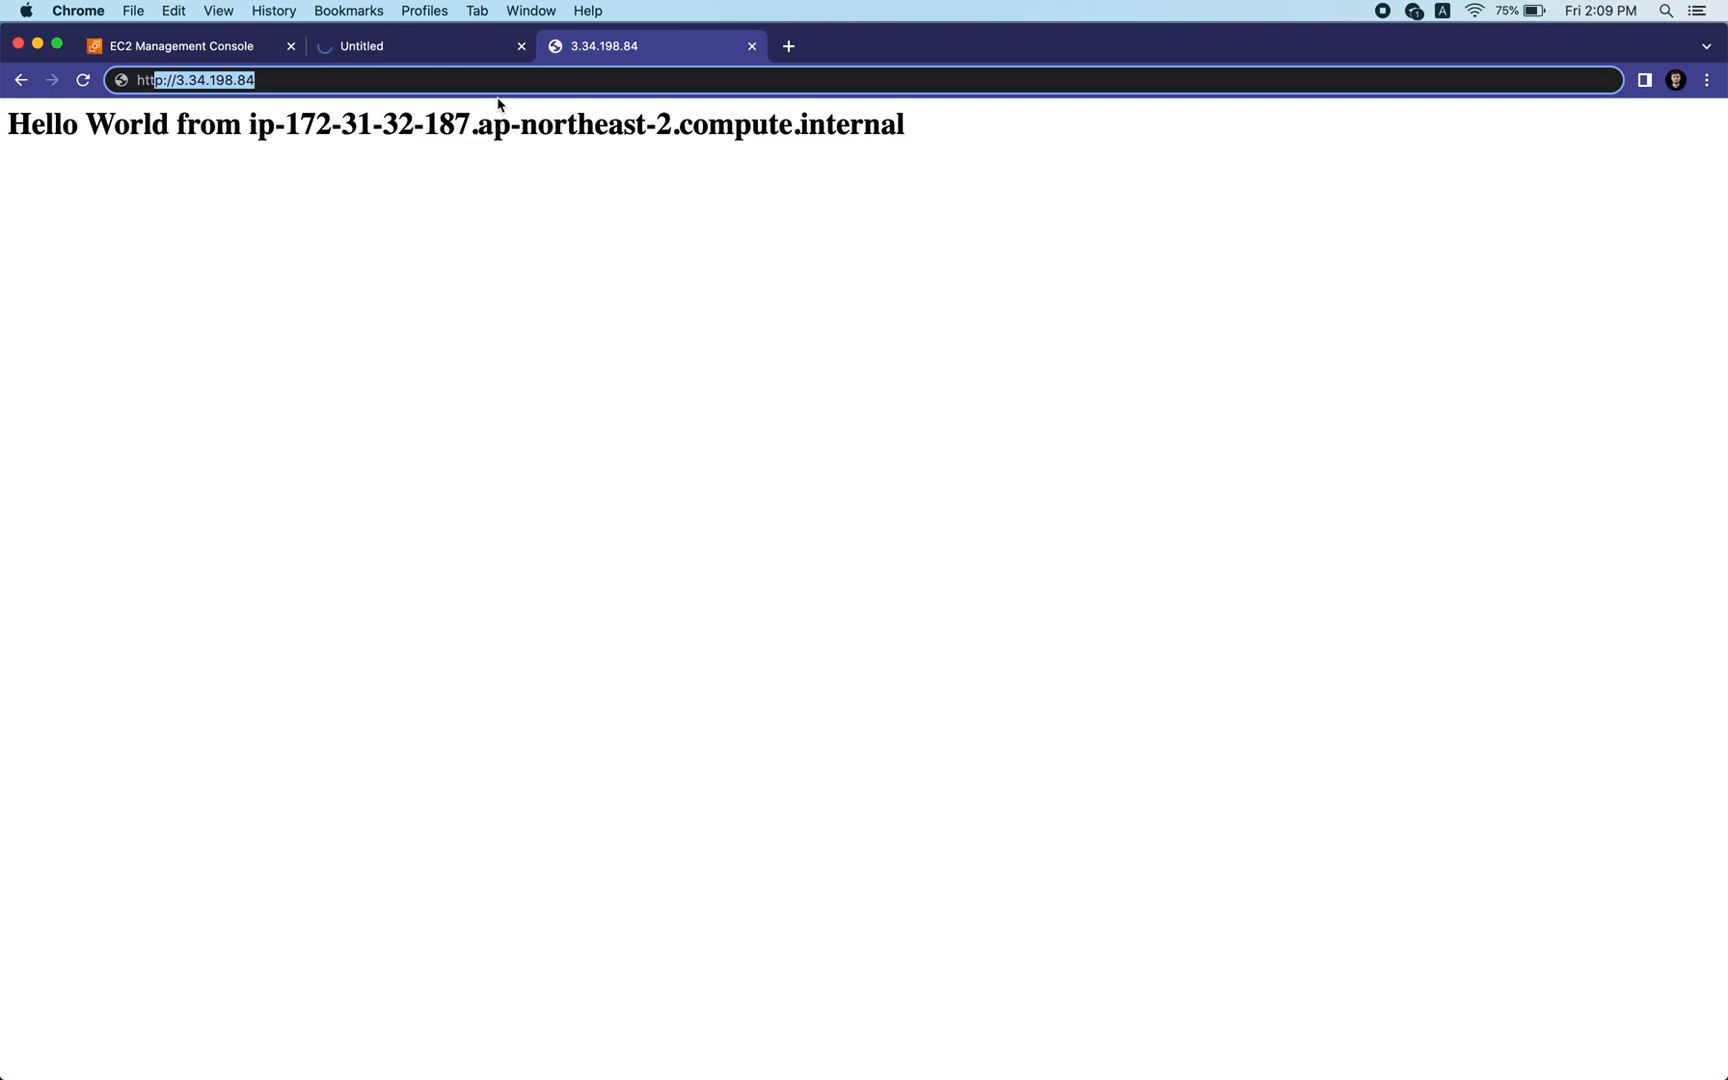 Chrome File Edit View History Bookmarks Profiles Tab Window Help A 75% Fri 2:09 PM
EC2 Management Console Untitled 3.34.198.84
http://3.34.198.84
Hello World from ip-172-31-32-187.ap-northeast-2.compute.internal